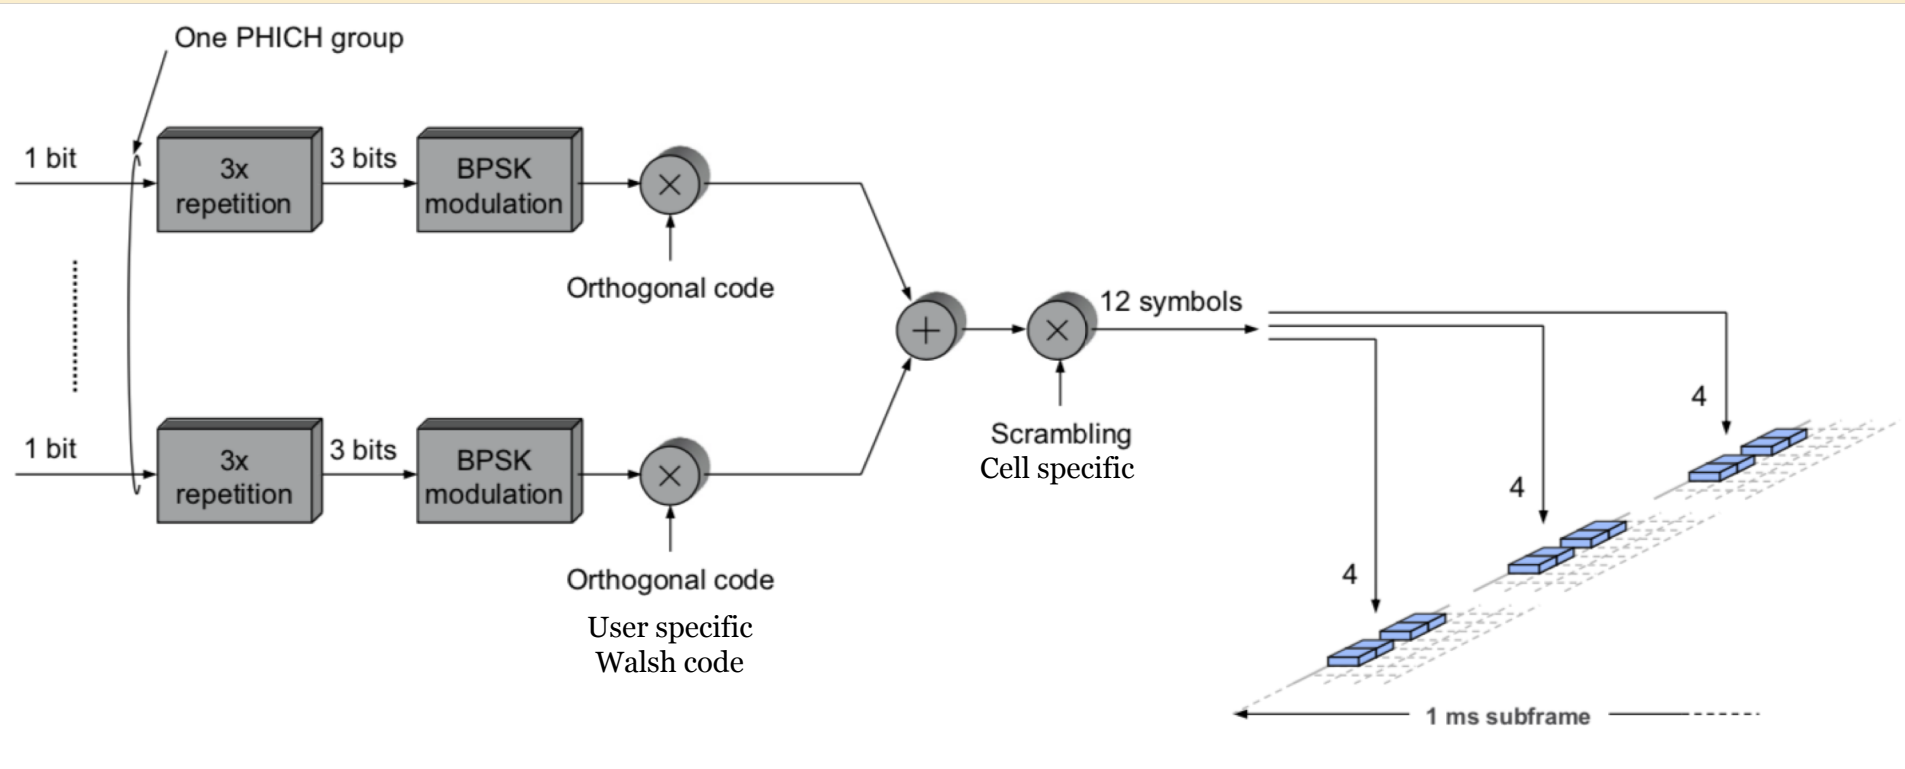 One PHICH group
1 bit
3x
repetition
3 bits
BPSK
modulation
Orthogonal code
12 symbols
Scrambling
Cell specific
1 bit
3x
repetition
3 bits
BPSK
modulation
Orthogonal code
User specific
Walsh code
4
4
4
1 ms subframe